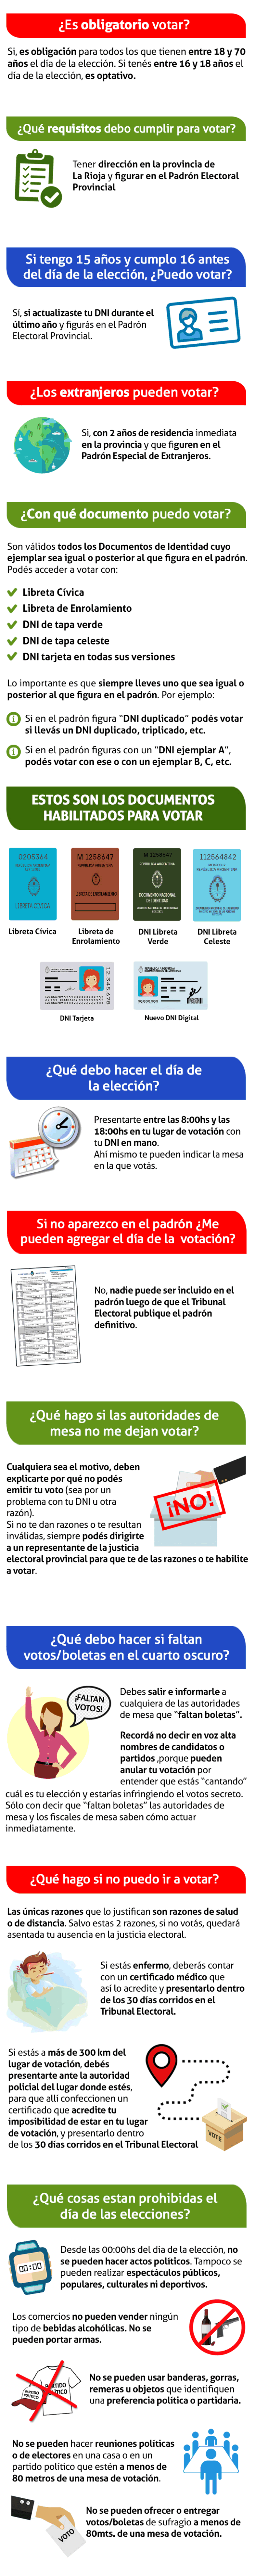 ¿Es obligatorio votar?
Si, es obligación para todos los que tienen entre 18 y 70
años el día de la elección. Si tenés entre 16 y 18 años el
día de la elección, es optativo.
¿Qué requisitos debo cumplir para votar?
Tener dirección en la provincia de
La Rioja y figurar en el Padrón Electoral
Provincial
Si tengo 15 años y cumplo 16 antes
del día de la elección, ¿Puedo votar?
Si, si actualizaste tu DNI durante el
último año y figurás en el Padrón
Electoral Provincial.
¿Los extranjeros pueden votar?
Si, con 2 años de residencia inmediata
en la provincia y que figuren en el
Padrón Especial de Extranjeros.
¿Con qué documento puedo votar?
Son válidos todos los Documentos de Identidad cuyo
ejemplar sea igual o posterior al que figura en el padrón.
Podés acceder a votar con:
Libreta Cívica
Libreta de Enrolamiento
DNI de tapa verde
DNI de tapa celeste
DNI tarjeta en todas sus versiones
Lo importante es que siempre lleves uno que sea igual o
posterior al que figura en el padrón. Por ejemplo:
Si en el padrón figura "DNI duplicado" podés votar
si llevás un DNI duplicado, triplicado, etc.
Si en el padrón figuras con un "DNI ejemplar A",
podés votar con ese o con un ejemplar B, C, etc.
ESTOS SON LOS DOCUMENTOS
HABILITADOS PARA VOTAR
0205364
LIBRETA CIVICA
M 1258647
LIBRETA DE ENROLAMIENTO
M 1258647
DOCUMENTO NACIONAL
DE IDENTIDAD
112564842
REPUBLICA ARGENTINA
Libreta Cívica
Libreta de
Enrolamiento
DNI Libreta
Verde
DNI Libreta
Celeste
12.346.678
DNI Tarjeta
Nuevo DNI Digital
¿Qué debo hacer el día de
la elección?
Presentarte entre las 8:00hs y las
18:00hs en tu lugar de votación con
tu DNI en mano.
Ahí mismo te pueden indicar la mesa
en la que votás.
Si no aparezco en el padrón ¿Me
pueden agregar el día de la votación?
No, nadie puede ser incluido en el
padrón luego de que el Tribunal
Electoral publique el padrón
definitivo.
¿Qué hago si las autoridades de
mesa no me dejan votar?
Cualquiera sea el motivo, deben
explicarte por qué no podés
emitir tu voto (sea por un
problema con tu DNI u otra
razón).
Si no te dan razones o te resultan
inválidas, siempre podés dirigirte
a un representante de la justicia
electoral provincial para que te de las razones o te habilite
a votar.
¡NO!
¿Qué debo hacer si faltan
votos/boletas en el cuarto oscuro?
¡FALTAN
VOTOS!
Debes salir e informarle a
cualquiera de las autoridades
de mesa que "faltan boletas".
Recordá no decir en voz alta
nombres de candidatos o
partidos ,porque pueden
anular tu votación por
entender que estás "cantando"
cuál es tu elección y estarias infringiendo el votos secreto.
Sólo con decir que "faltan boletas" las autoridades de
mesa y los fiscales de mesa saben cómo actuar
inmediatamente.
¿Qué hago si no puedo ir a votar?
Las únicas razones que lo justifican son razones de salud
o de distancia. Salvo estas 2 razones, si no votás, quedará
asentada tu ausencia en la justicia electoral.
Si estás enfermo, deberás contar
con un certificado médico que
así lo acredite y presentarlo dentro
de los 30 días corridos en el
Tribunal Electoral.
Si estás a más de 300 km del
lugar de votación, debés
presentarte ante la autoridad
policial del lugar donde estés,
para que allí confeccionen un
certificado que acredite tu
imposibilidad de estar en tu lugar
de votación, y presentarlo dentro
de los 30 dias corridos en el Tribunal Electoral
VOTE
¿Qué cosas estan prohibidas el
día de las elecciones?
00:00
Desde las 00:00hs del dia de la elección, no
se pueden hacer actos políticos. Tampoco se
pueden realizar espectáculos públicos,
populares, culturales ni deportivos.
Los comercios no pueden vender ningún
tipo de bebidas alcohólicas. No se
pueden portar armas.
PARTIDO
POLITICO
PARTIDO
POLITICO
No se pueden usar banderas, gorras,
remeras u objetos que identifiquen
una preferencia política o partidaria.
No se pueden hacer reuniones políticas
o de electores en una casa o en un
partido político que estén a menos de
80 metros de una mesa de votación.
VOTO
No se pueden ofrecer o entregar
votos/boletas de sufragio a menos de
80mts. de una mesa de votación.